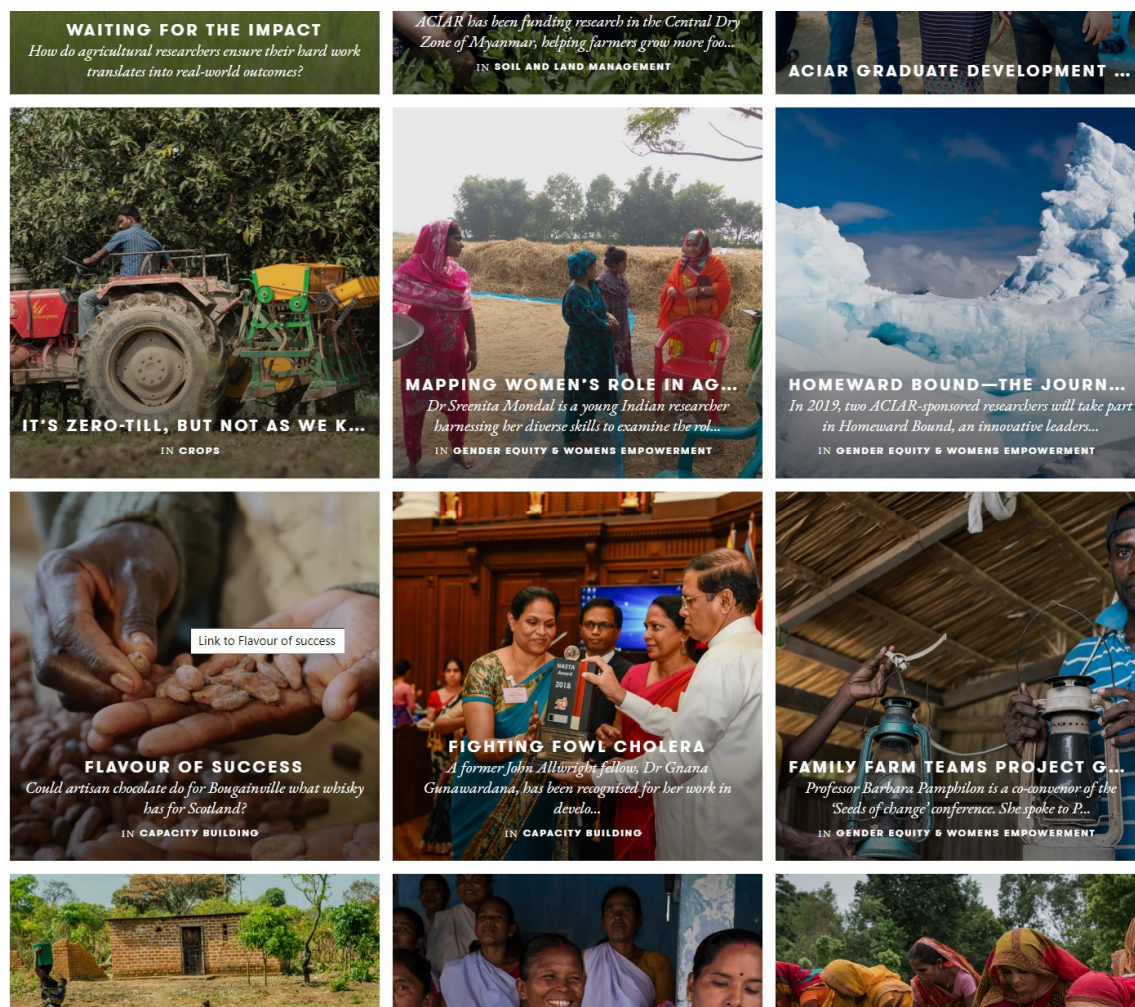 WAITING FOR THE IMPACT
How do agricultural researchers ensure their hard work
translates into real-world outcomes?
ACIAR has been funding research in the Central Dry
Zone of Myanmar, helping farmers grow more foo...
IN SOIL AND LAND MANAGEMENT
ACIAR GRADUATE DEVELOPMENT ...
IT'S ZERO-TILL, BUT NOT AS WE K...
IN CROPS
MAPPING WOMEN'S ROLE IN AG...
Dr Sreenita Mondal is a young Indian researcher
harnessing her diverse skills to examine the rol...
IN GENDER EQUITY & WOMENS EMPOWERMENT
HOMEWARD BOUND—THE JOURN...
In 2019, two ACIAR-sponsored researchers will take part
in Homeward Bound, an innovative leaders...
IN GENDER EQUITY & WOMENS EMPOWERMENT
Link to Flavour of success
FLAVOUR OF SUCCESS
Could artisan chocolate do for Bougainville what whisky
has for Scotland?
IN CAPACITY BUILDING
NASTA
Award
2018
FIGHTING FOWL CHOLERA
A former John Allwright fellow, Dr Gnana
Gunawardana, has been recognised for her work in
develo...
IN CAPACITY BUILDING
FAMILY FARM TEAMS PROJECT G...
Professor Barbara Pamphilon is a co-convenor of the
'Seeds of change' conference. She spoke to P...
IN GENDER EQUITY & WOMENS EMPOWERMENT